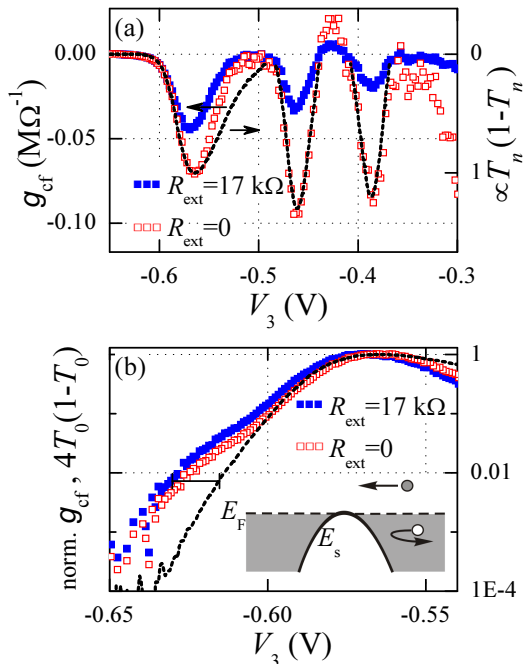 (a)
0.00
-0.05
-0.10
g_cf (MΩ⁻¹)
0
1
∝T_n (1-T_n)
R_ext=17 kΩ
R_ext=0
-0.6 -0.5 -0.4 -0.3
V_3 (V)
(b)
norm. g_cf , 4T_0(1-T_0)
1
0.01
1E-4
R_ext=17 kΩ
R_ext=0
E_F
E_s
-0.65 -0.60 -0.55
V_3 (V)